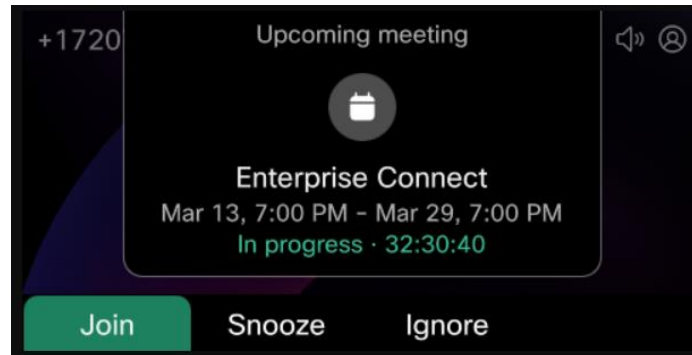 +1720
Upcoming meeting
Enterprise Connect
Mar 13, 7:00 PM – Mar 29, 7:00 PM
In progress · 32:30:40
Join Snooze Ignore